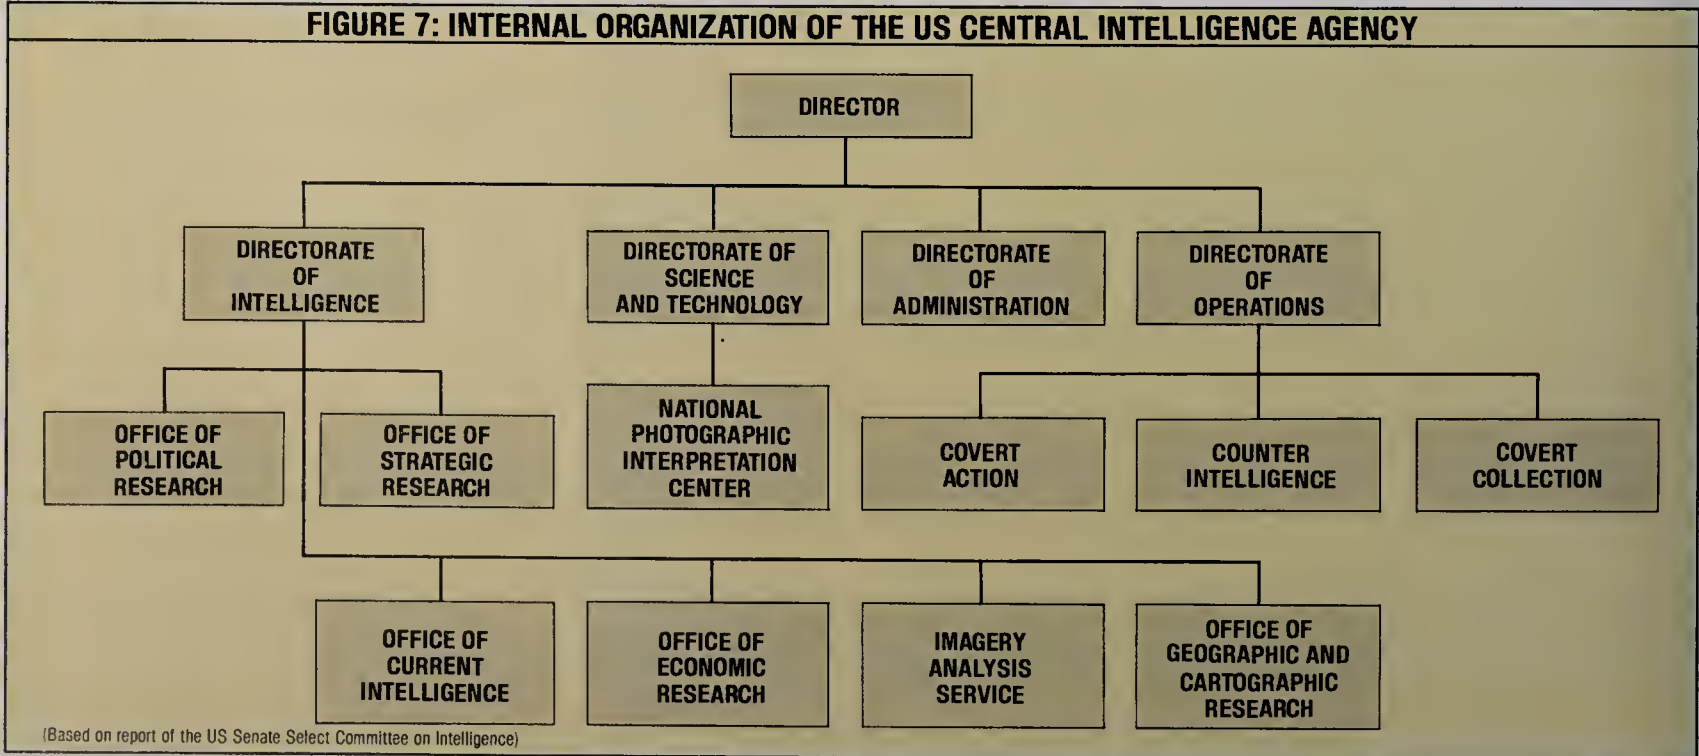 FIGURE 7: INTERNAL ORGANIZATION OF THE US CENTRAL INTELLIGENCE AGENCY
DIRECTOR
DIRECTORATE
OF
INTELLIGENCE
DIRECTORATE OF
SCIENCE
AND TECHNOLOGY
DIRECTORATE
OF
ADMINISTRATION
DIRECTORATE
OF
OPERATIONS
OFFICE OF
POLITICAL
RESEARCH
OFFICE OF
STRATEGIC
RESEARCH
NATIONAL
PHOTOGRAPHIC
INTERPRETATION
CENTER
COVERT
ACTION
COUNTER
INTELLIGENCE
COVERT
COLLECTION
OFFICE OF
CURRENT
INTELLIGENCE
OFFICE OF
ECONOMIC
RESEARCH
IMAGERY
ANALYSIS
SERVICE
OFFICE OF
GEOGRAPHIC AND
CARTOGRAPHIC
RESEARCH
(Based on report of the US Senate Select Committee on Intelligence)